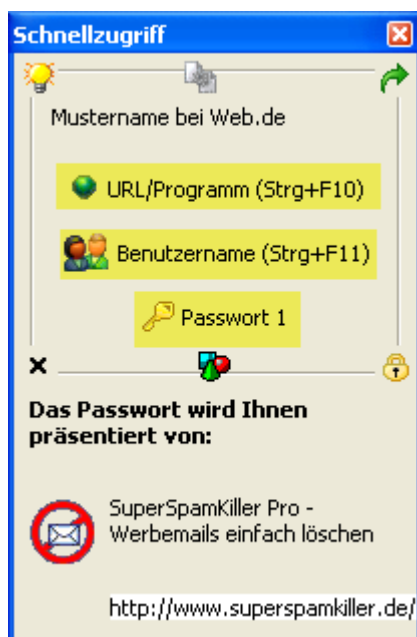 Schnellzugriff
Mustername bei Web.de
URL/Programm (Strg+F10)
Benutzername (Strg+F11)
Passwort 1
Das Passwort wird Ihnen
präsentiert von:
SuperSpamKiller Pro -
Werbemails einfach löschen
http://www.superspamkiller.de/